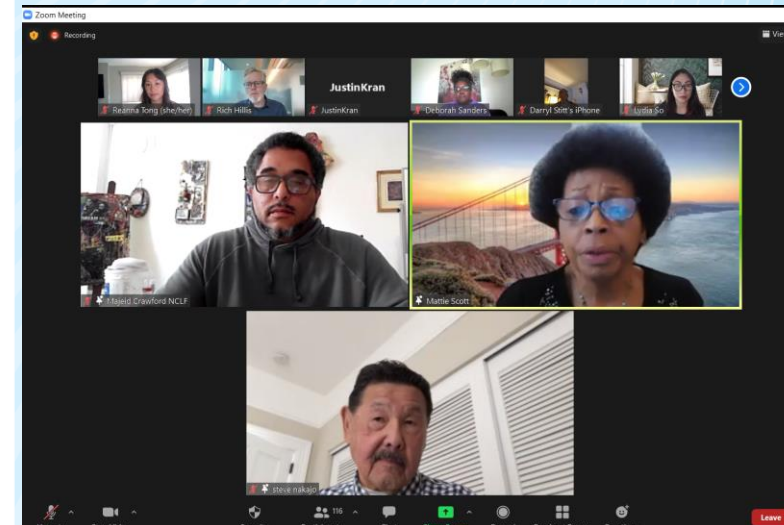 Zoom Meeting
Recording
View
JustinKran
Reanna Tong (she/her)
Rich Hillis
JustinKran
Deborah Sanders
Darryl Stitt's iPhone
Lydia So
Majeid Crawford NCLF
Mattie Scott
steve nakajo
116
Leave